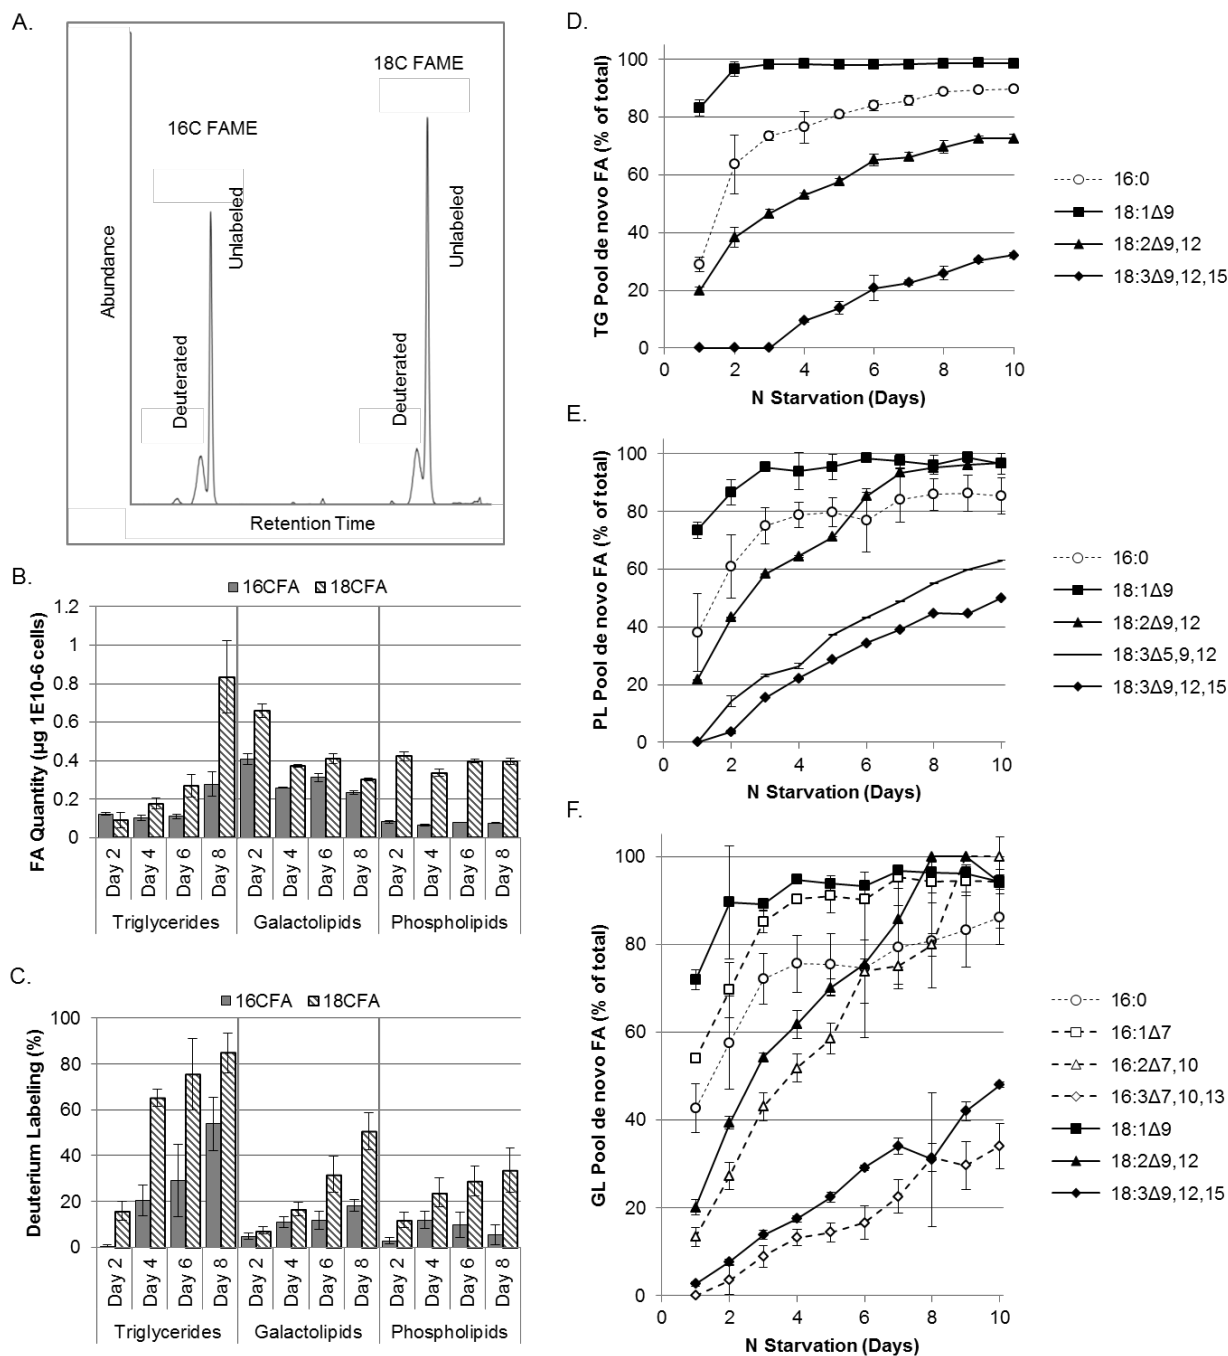 A.
18C FAME
16C FAME
Abundance
Deuterated
Unlabeled
Deuterated
Unlabeled
Retention Time
B.
16CFA 18CFA
FA Quantity (µg 1E10-6 cells)
1.2
1
0.8
0.6
0.4
0.2
0
Day 2 Day 4 Day 6 Day 8 Day 2 Day 4 Day 6 Day 8 Day 2 Day 4 Day 6 Day 8
Triglycerides Galactolipids Phospholipids
C.
16CFA 18CFA
Deuterium Labeling (%)
100
80
60
40
20
0
Day 2 Day 4 Day 6 Day 8 Day 2 Day 4 Day 6 Day 8 Day 2 Day 4 Day 6 Day 8
Triglycerides Galactolipids Phospholipids
D.
TG Pool de novo FA (% of total)
100
80
60
40
20
0
0 2 4 6 8 10
N Starvation (Days)
16:0
18:1Δ9
18:2Δ9,12
18:3Δ9,12,15
E.
PL Pool de novo FA (% of total)
100
80
60
40
20
0
0 2 4 6 8 10
N Starvation (Days)
16:0
18:1Δ9
18:2Δ9,12
18:3Δ5,9,12
18:3Δ9,12,15
F.
GL Pool de novo FA (% of total)
100
80
60
40
20
0
0 2 4 6 8 10
N Starvation (Days)
16:0
16:1Δ7
16:2Δ7,10
16:3Δ7,10,13
18:1Δ9
18:2Δ9,12
18:3Δ9,12,15